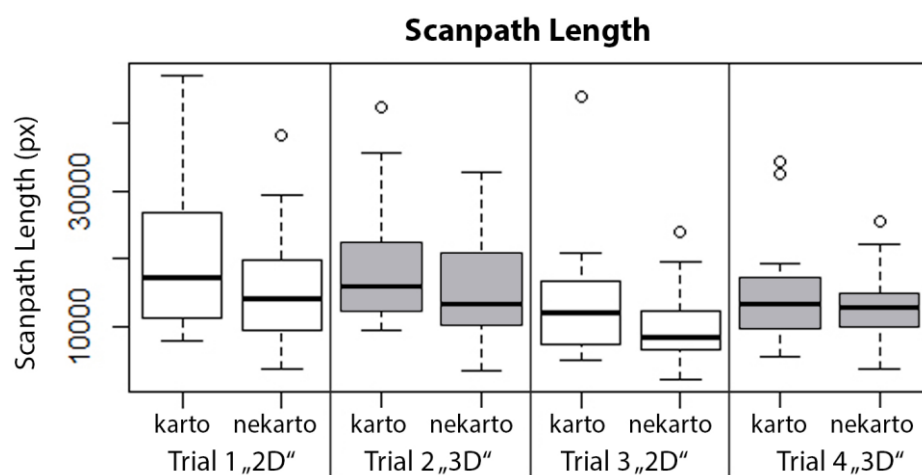 Scanpath Length
Scanpath Length (px)
30000
10000
karto nekarto karto nekarto karto nekarto karto nekarto
Trial 1„2D“ Trial 2„3D“ Trial 3„2D“ Trial 4„3D“